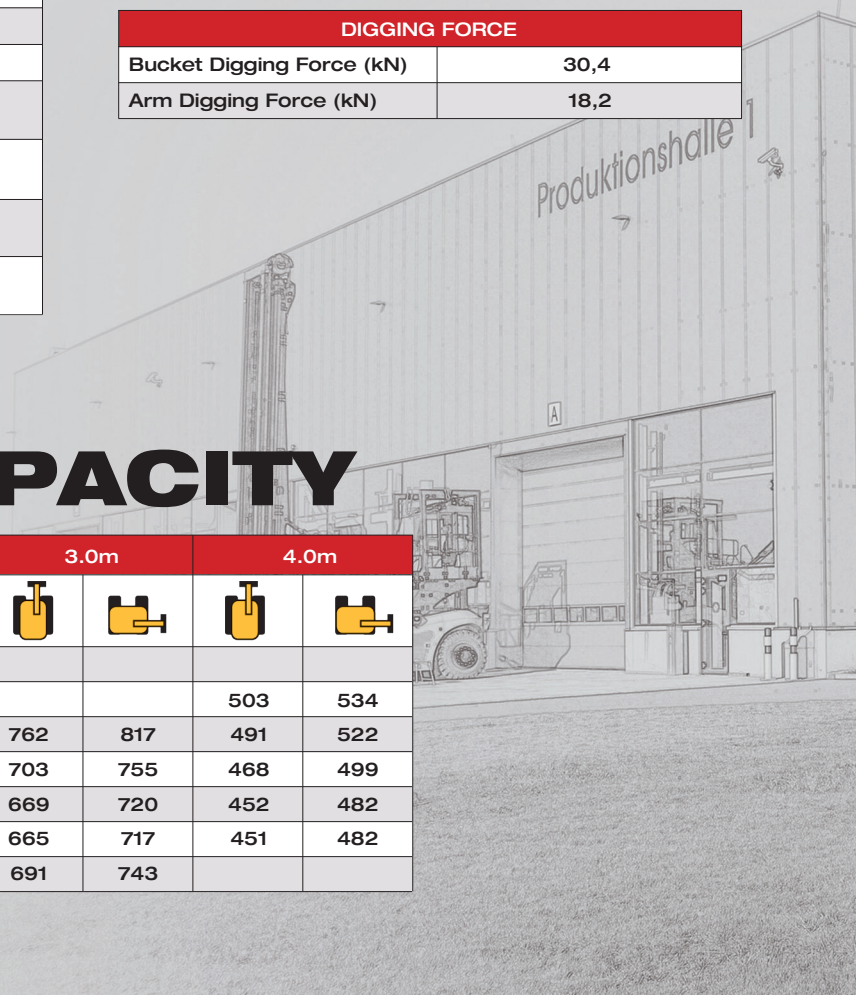 DIGGING FORCE
Bucket Digging Force (kN) 30,4
Arm Digging Force (kN) 18,2
Produktionshalle 1
A
PACITY
3.0m 4.0m
503 534
762 817 491 522
703 755 468 499
669 720 452 482
665 717 451 482
691 743